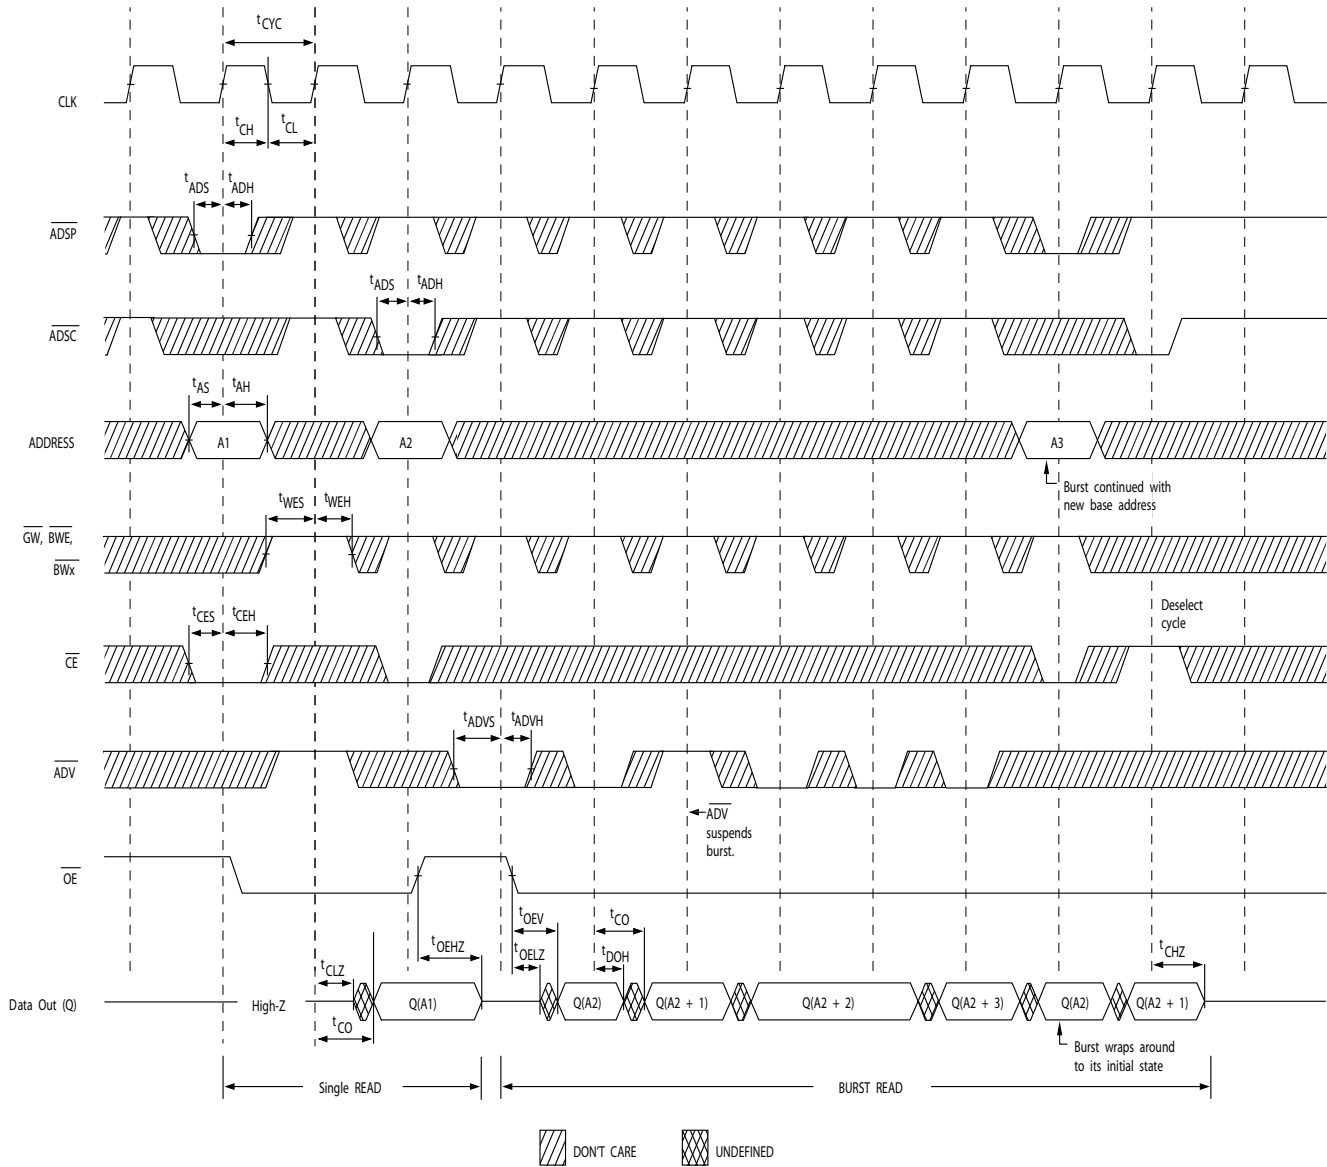 tCYC
CLK
tCH
tCL
tADS
tADH
ADSP
tADS
tADH
ADSC
tAS
tAH
ADDRESS
A1
A2
A3
Burst continued with
new base address
tWES
tWEH
GW, BWE,
BWx
tCES
tCEH
Deselect
cycle
CE
tADVS
tADVH
ADV
ADV
suspends
burst.
OE
tOEV
tCO
tOEHZ
tOELZ
tDOH
tCHZ
tCLZ
Data Out (Q)
High-Z
Q(A1)
Q(A2)
Q(A2 + 1)
Q(A2 + 2)
Q(A2 + 3)
Q(A2)
Q(A2 + 1)
tCO
Burst wraps around
to its initial state
Single READ
BURST READ
DON'T CARE
UNDEFINED